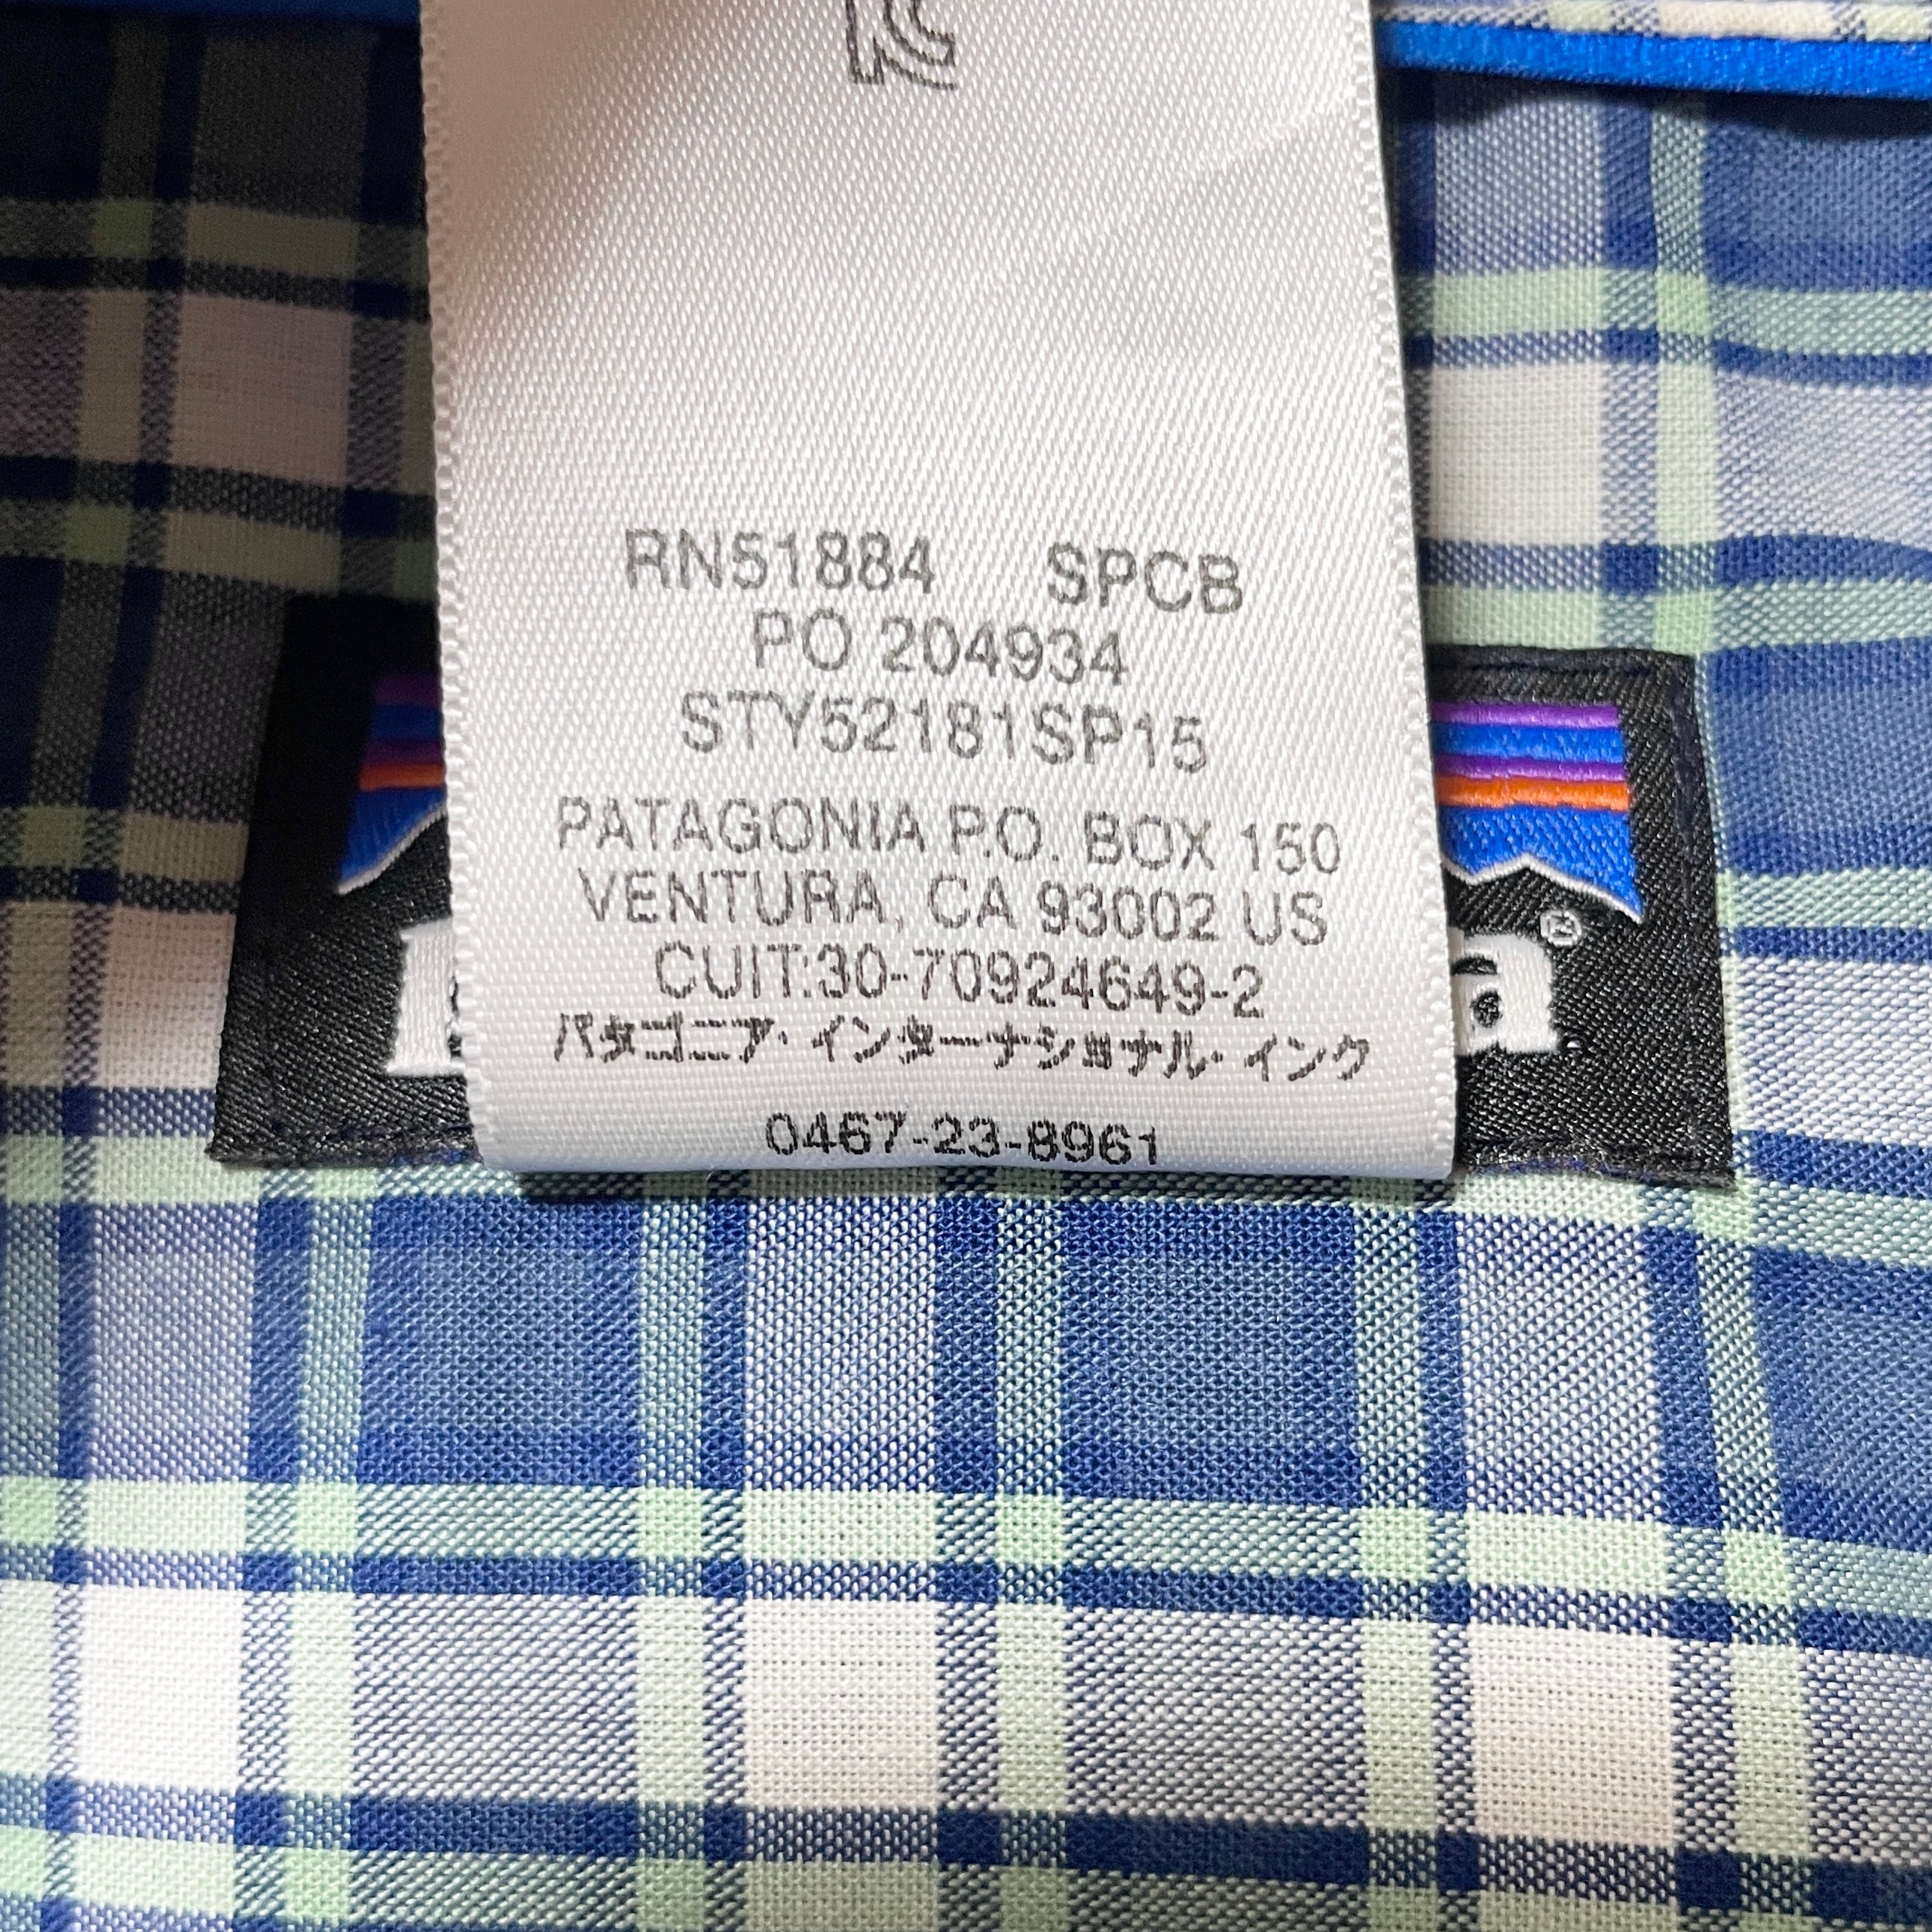 RN51884 SPCB
PO 204934
STY52181SP15
PATAGONIA P.O. BOX 150
VENTURA, CA 93002 US
CUIT:30-70924649-2
パタゴニア・インターナショナル・インク
0467-23-8961